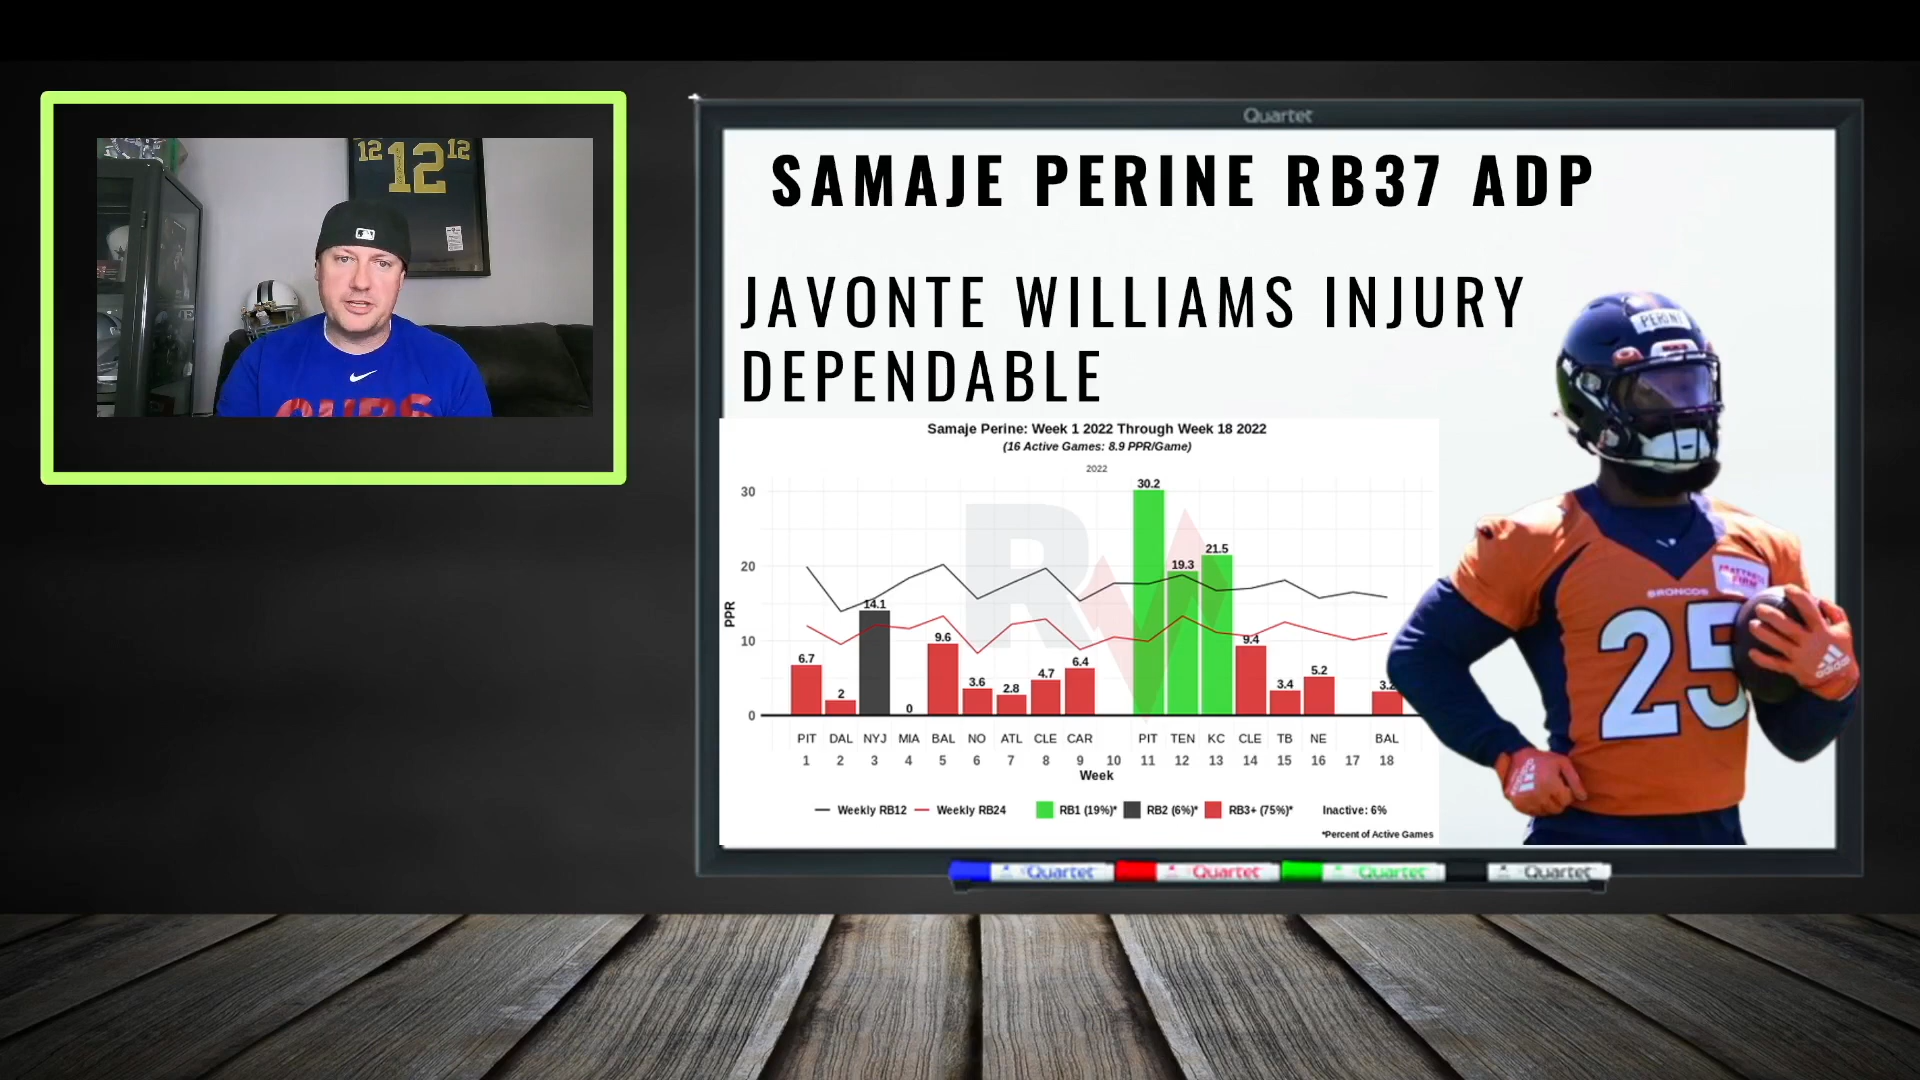 12 12 12
Quartet
SAMAJE PERINE RB37 ADP
JAVONTE WILLIAMS INJURY
DEPENDABLE
Samaje Perine: Week 1 2022 Through Week 18 2022
(16 Active Games: 8.9 PPR/Game)
2022
30
20
10
0
PPR
6.7 2 14.1 0 9.6 3.6 2.8 4.7 6.4 30.2 19.3 21.5 9.4 3.4 5.2 3.2
PIT DAL NYJ MIA BAL NO ATL CLE CAR PIT TEN KC CLE TB NE BAL
1 2 3 4 5 6 7 8 9 10 11 12 13 14 15 16 17 18
Week
Weekly RB12 Weekly RB24 RB1 (19%)* RB2 (6%)* RB3+ (75%)* Inactive: 6%
*Percent of Active Games
R
PERINE
BRONCOS
25
adidas
CUBS
Quartet Quartet Quartet Quartet